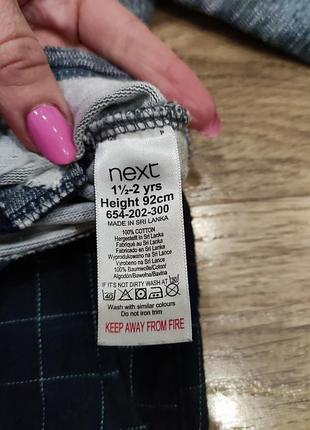 next
1½-2 yrs
Height 92cm
654-202-300
MADE IN SRI LANKA
100% COTTON
Hergestellt in Sri Lanka
Fabriqué au Sri Lanka
Fabricado en Sri Lanka
Wyprodukowano na Sri Lance
Vyrobeno na Sri Lance
100% Baumwolle/Coton/
Algodón/Bawełna/Bavlna
IF IT'S NOT DIRTY WASH AT 30
40
Wash with similar colours
Do not iron trim
KEEP AWAY FROM FIRE